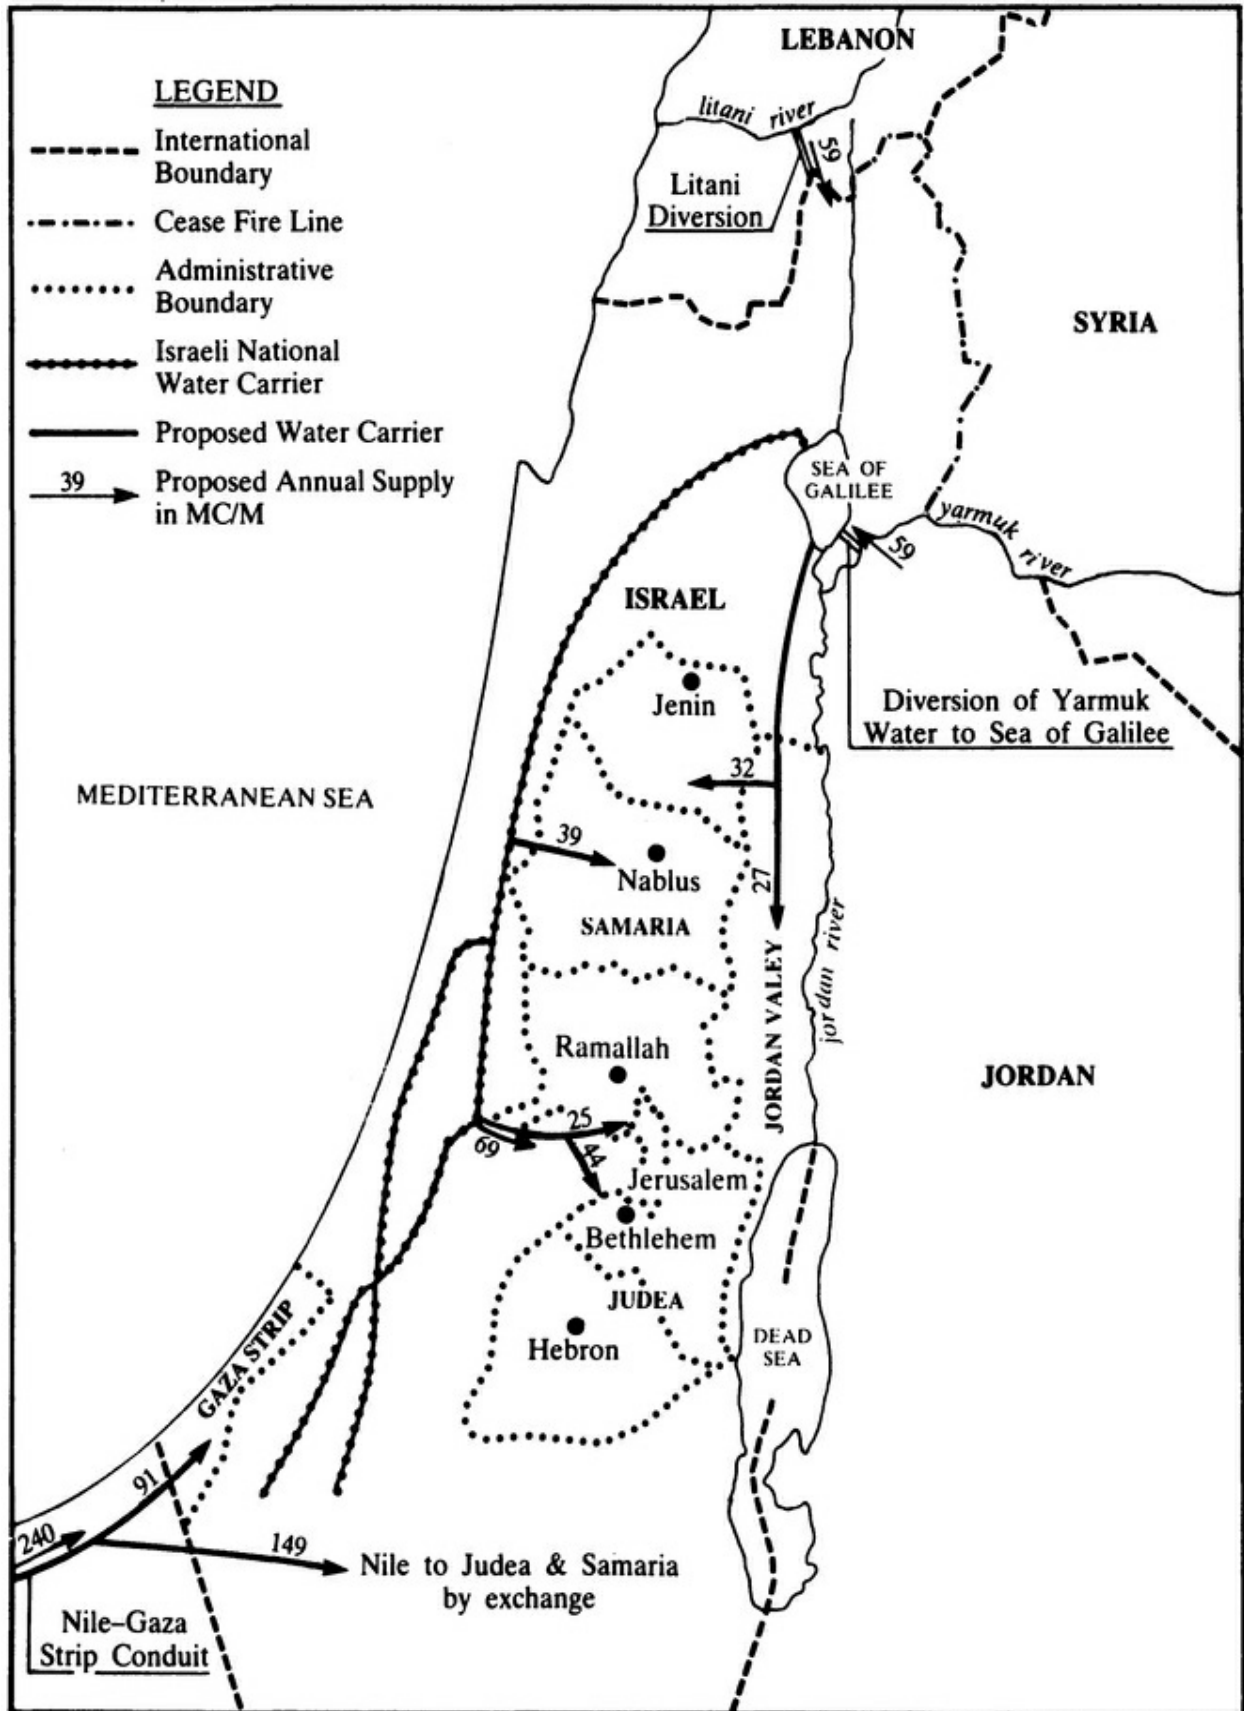 LEGEND
International
Boundary
Cease Fire Line
Administrative
Boundary
Israeli National
Water Carrier
Proposed Water Carrier
39
Proposed Annual Supply
in MC/M
LEBANON
litani river
59
Litani
Diversion
SYRIA
SEA OF
GALILEE
yarmuk
river
59
ISRAEL
Jenin
Diversion of Yarmuk
Water to Sea of Galilee
32
MEDITERRANEAN SEA
39
Nablus
27
SAMARIA
jordan river
JORDAN VALEY
Ramallah
JORDAN
25
69
44
Jerusalem
Bethlehem
JUDEA
GAZA STRIP
Hebron
DEAD
SEA
91
240
149
Nile to Judea & Samaria
by exchange
Nile–Gaza
Strip Conduit